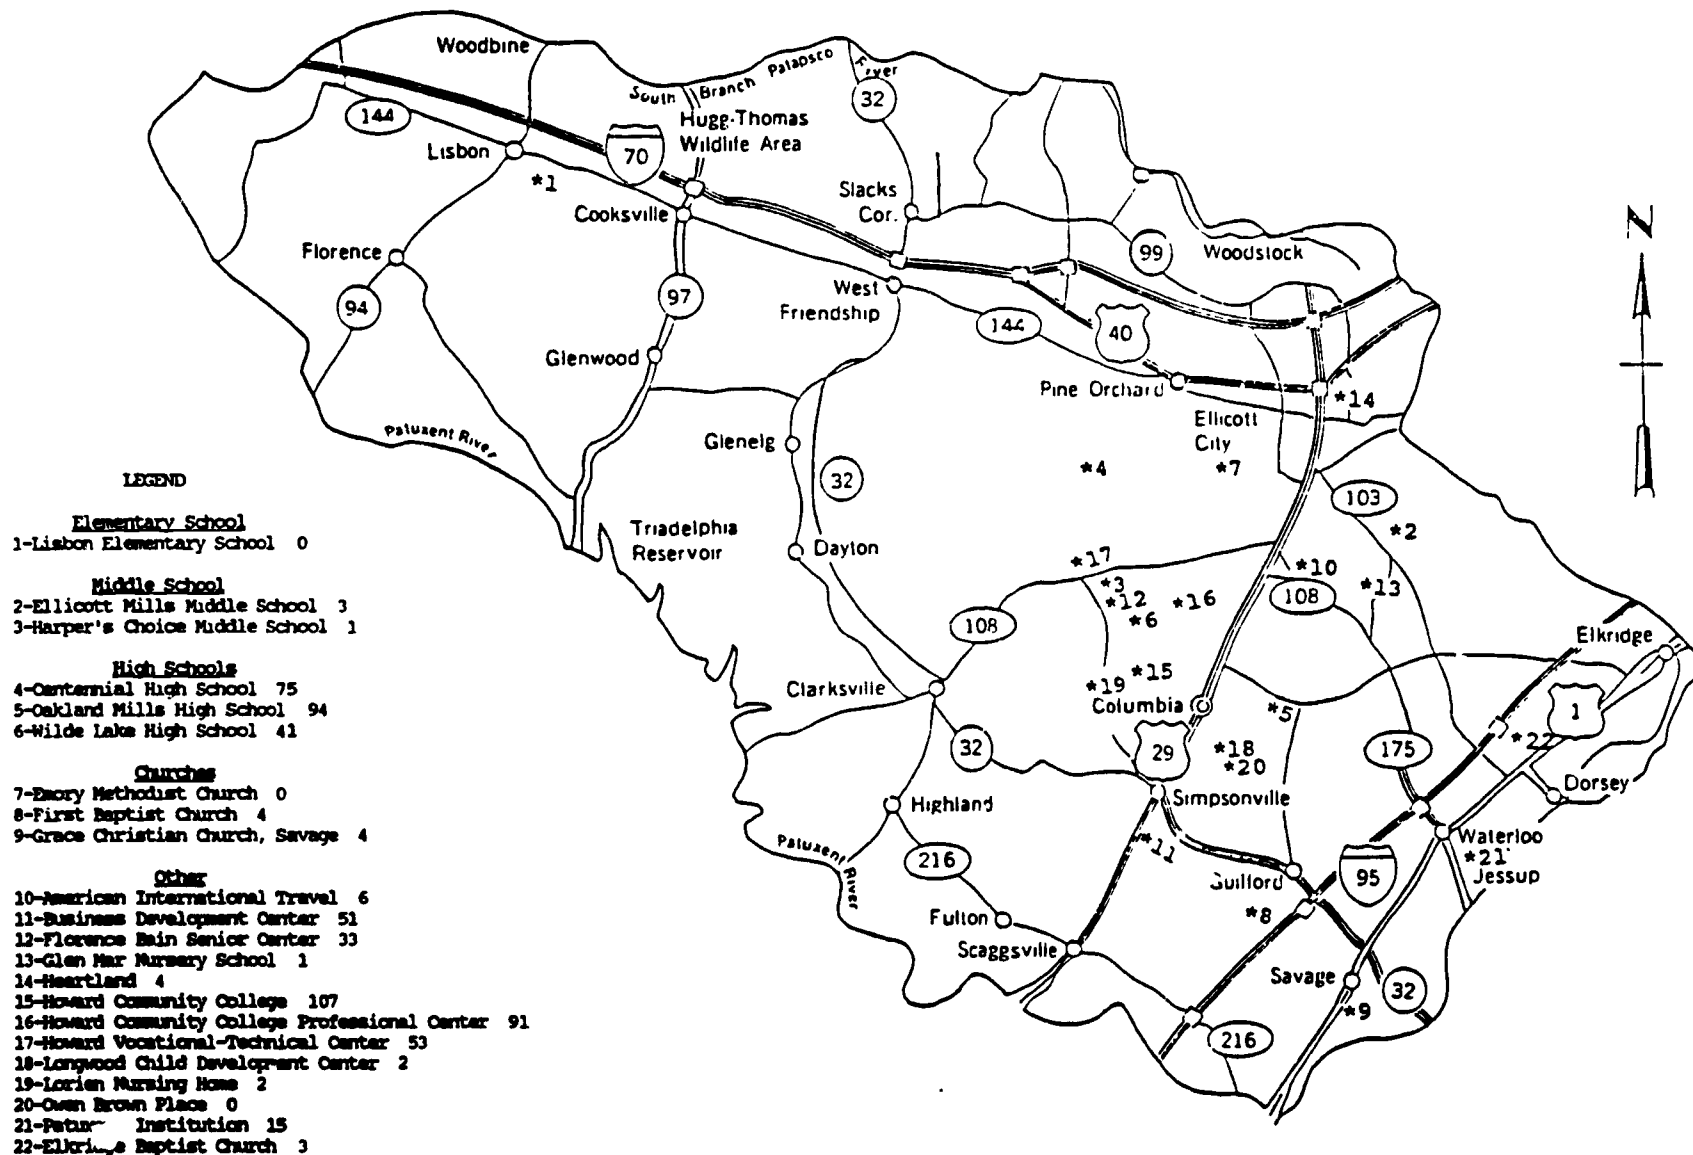 Woodbine
South Branch Patapsco River
32
144
Hugg-Thomas
Wildlife Area
70
Lisbon
*1
Slacks
Cor.
Cooksville
Florence
99
Woodstock
N
94
97
West
Friendship
144
40
Glenwood
Pine Orchard
*14
Ellicott
City
Patuxent River
Glenelg
*4
*7
32
103
LEGEND
Elementary School
1-Lisbon Elementary School 0
Middle School
2-Ellicott Mills Middle School 3
3-Harper's Choice Middle School 1
High Schools
4-Centennial High School 75
5-Oakland Mills High School 94
6-Wilde Lake High School 41
Churches
7-Emory Methodist Church 0
8-First Baptist Church 4
9-Grace Christian Church, Savage 4
Other
10-American International Travel 6
11-Business Development Center 51
12-Florence Bain Senior Center 33
13-Glen Mar Nursery School 1
14-Heartland 4
15-Howard Community College 107
16-Howard Community College Professional Center 91
17-Howard Vocational-Technical Center 53
18-Longwood Child Development Center 2
19-Lorien Nursing Home 2
20-Owen Brown Place 0
21- Institution 15
22- Baptist Church 3
Triadelphia
Reservoir
Dayton
*2
*17
*10
*3
*12
*16
*13
*6
108
108
Elkridge
*15
*19
Clarksville
Columbia
*5
1
32
29
*18
*20
175
*22
Dorsey
Highland
Simpsonville
Patuxent River
*11
Waterloo
*21
Jessup
216
95
Guilford
*8
Fulton
Scaggsville
Savage
32
*9
216